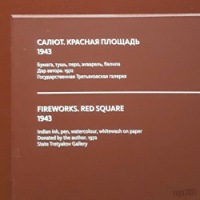 САЛЮТ. КРАСНАЯ ПЛОЩАДЬ
1943
Бумага, тушь, перо, акварель, белила
Дар автора. 1972
Государственная Третьяковская галерея
FIREWORKS. RED SQUARE
1943
Indian ink, pen, watercolour, whitewash on paper
Donated by the author. 1972
State Tretyakov Gallery